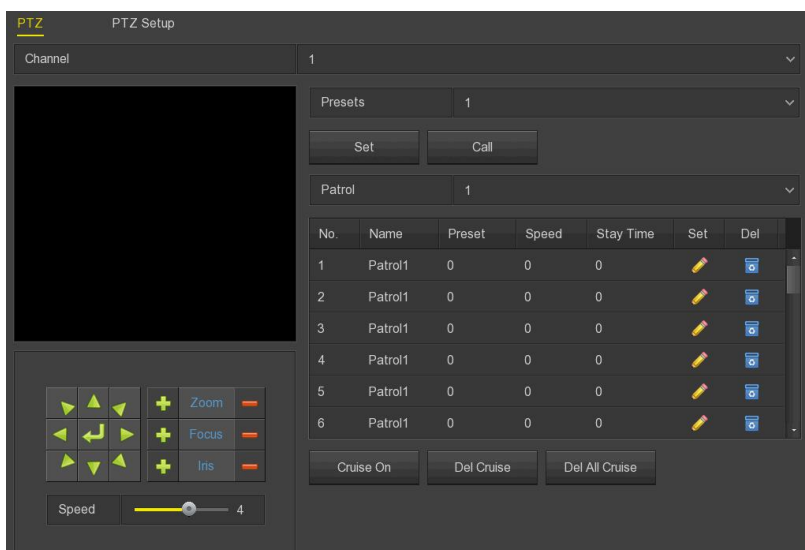 PTZ PTZ Setup
Channel 1
Presets 1
Set Call
Patrol 1
No. Name Preset Speed Stay Time Set Del
1 Patrol1 0 0 0
2 Patrol1 0 0 0
3 Patrol1 0 0 0
4 Patrol1 0 0 0
5 Patrol1 0 0 0
6 Patrol1 0 0 0
Cruise On Del Cruise Del All Cruise
Zoom
Focus
Iris
Speed 4